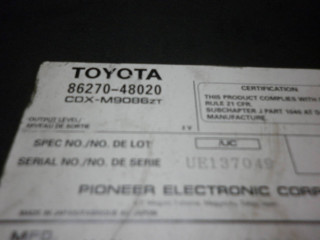 TOYOTA
86270-48020
CDX-M9086ZT
CERTIFICATION
THIS PRODUCT COMPLIES WITH
RULE 21 CFR,
SUBCHAPTER J PART 1040
MANUFACTURE.
OUTPUT LEVEL/
NIVEAU DE SORTIE
SPEC NO./NO. DE LOT:
SERIAL NO./NO. DE SERIE
UE137049
PIONEER ELECTRONIC CORP